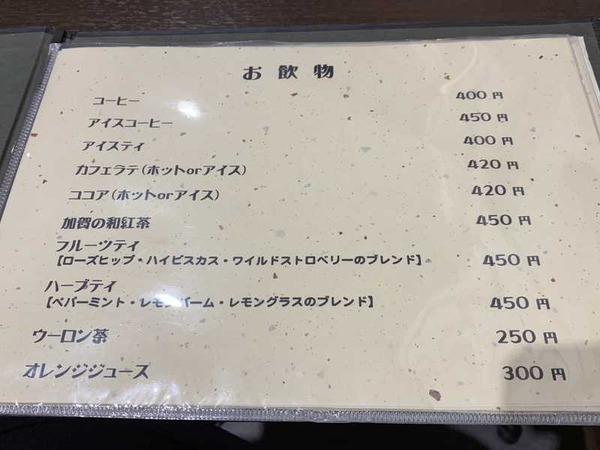 お飲物
コーヒー 400円
アイスコーヒー 450円
アイスティ 400円
カフェラテ(ホットorアイス) 420円
ココア(ホットorアイス) 420円
加賀の和紅茶 450円
フルーツティ
【ローズヒップ・ハイビスカス・ワイルドストロベリーのブレンド】 450円
ハーブティ
【ペパーミント・レモンバーム・レモングラスのブレンド】 450円
ウーロン茶 250円
オレンジジュース 300円